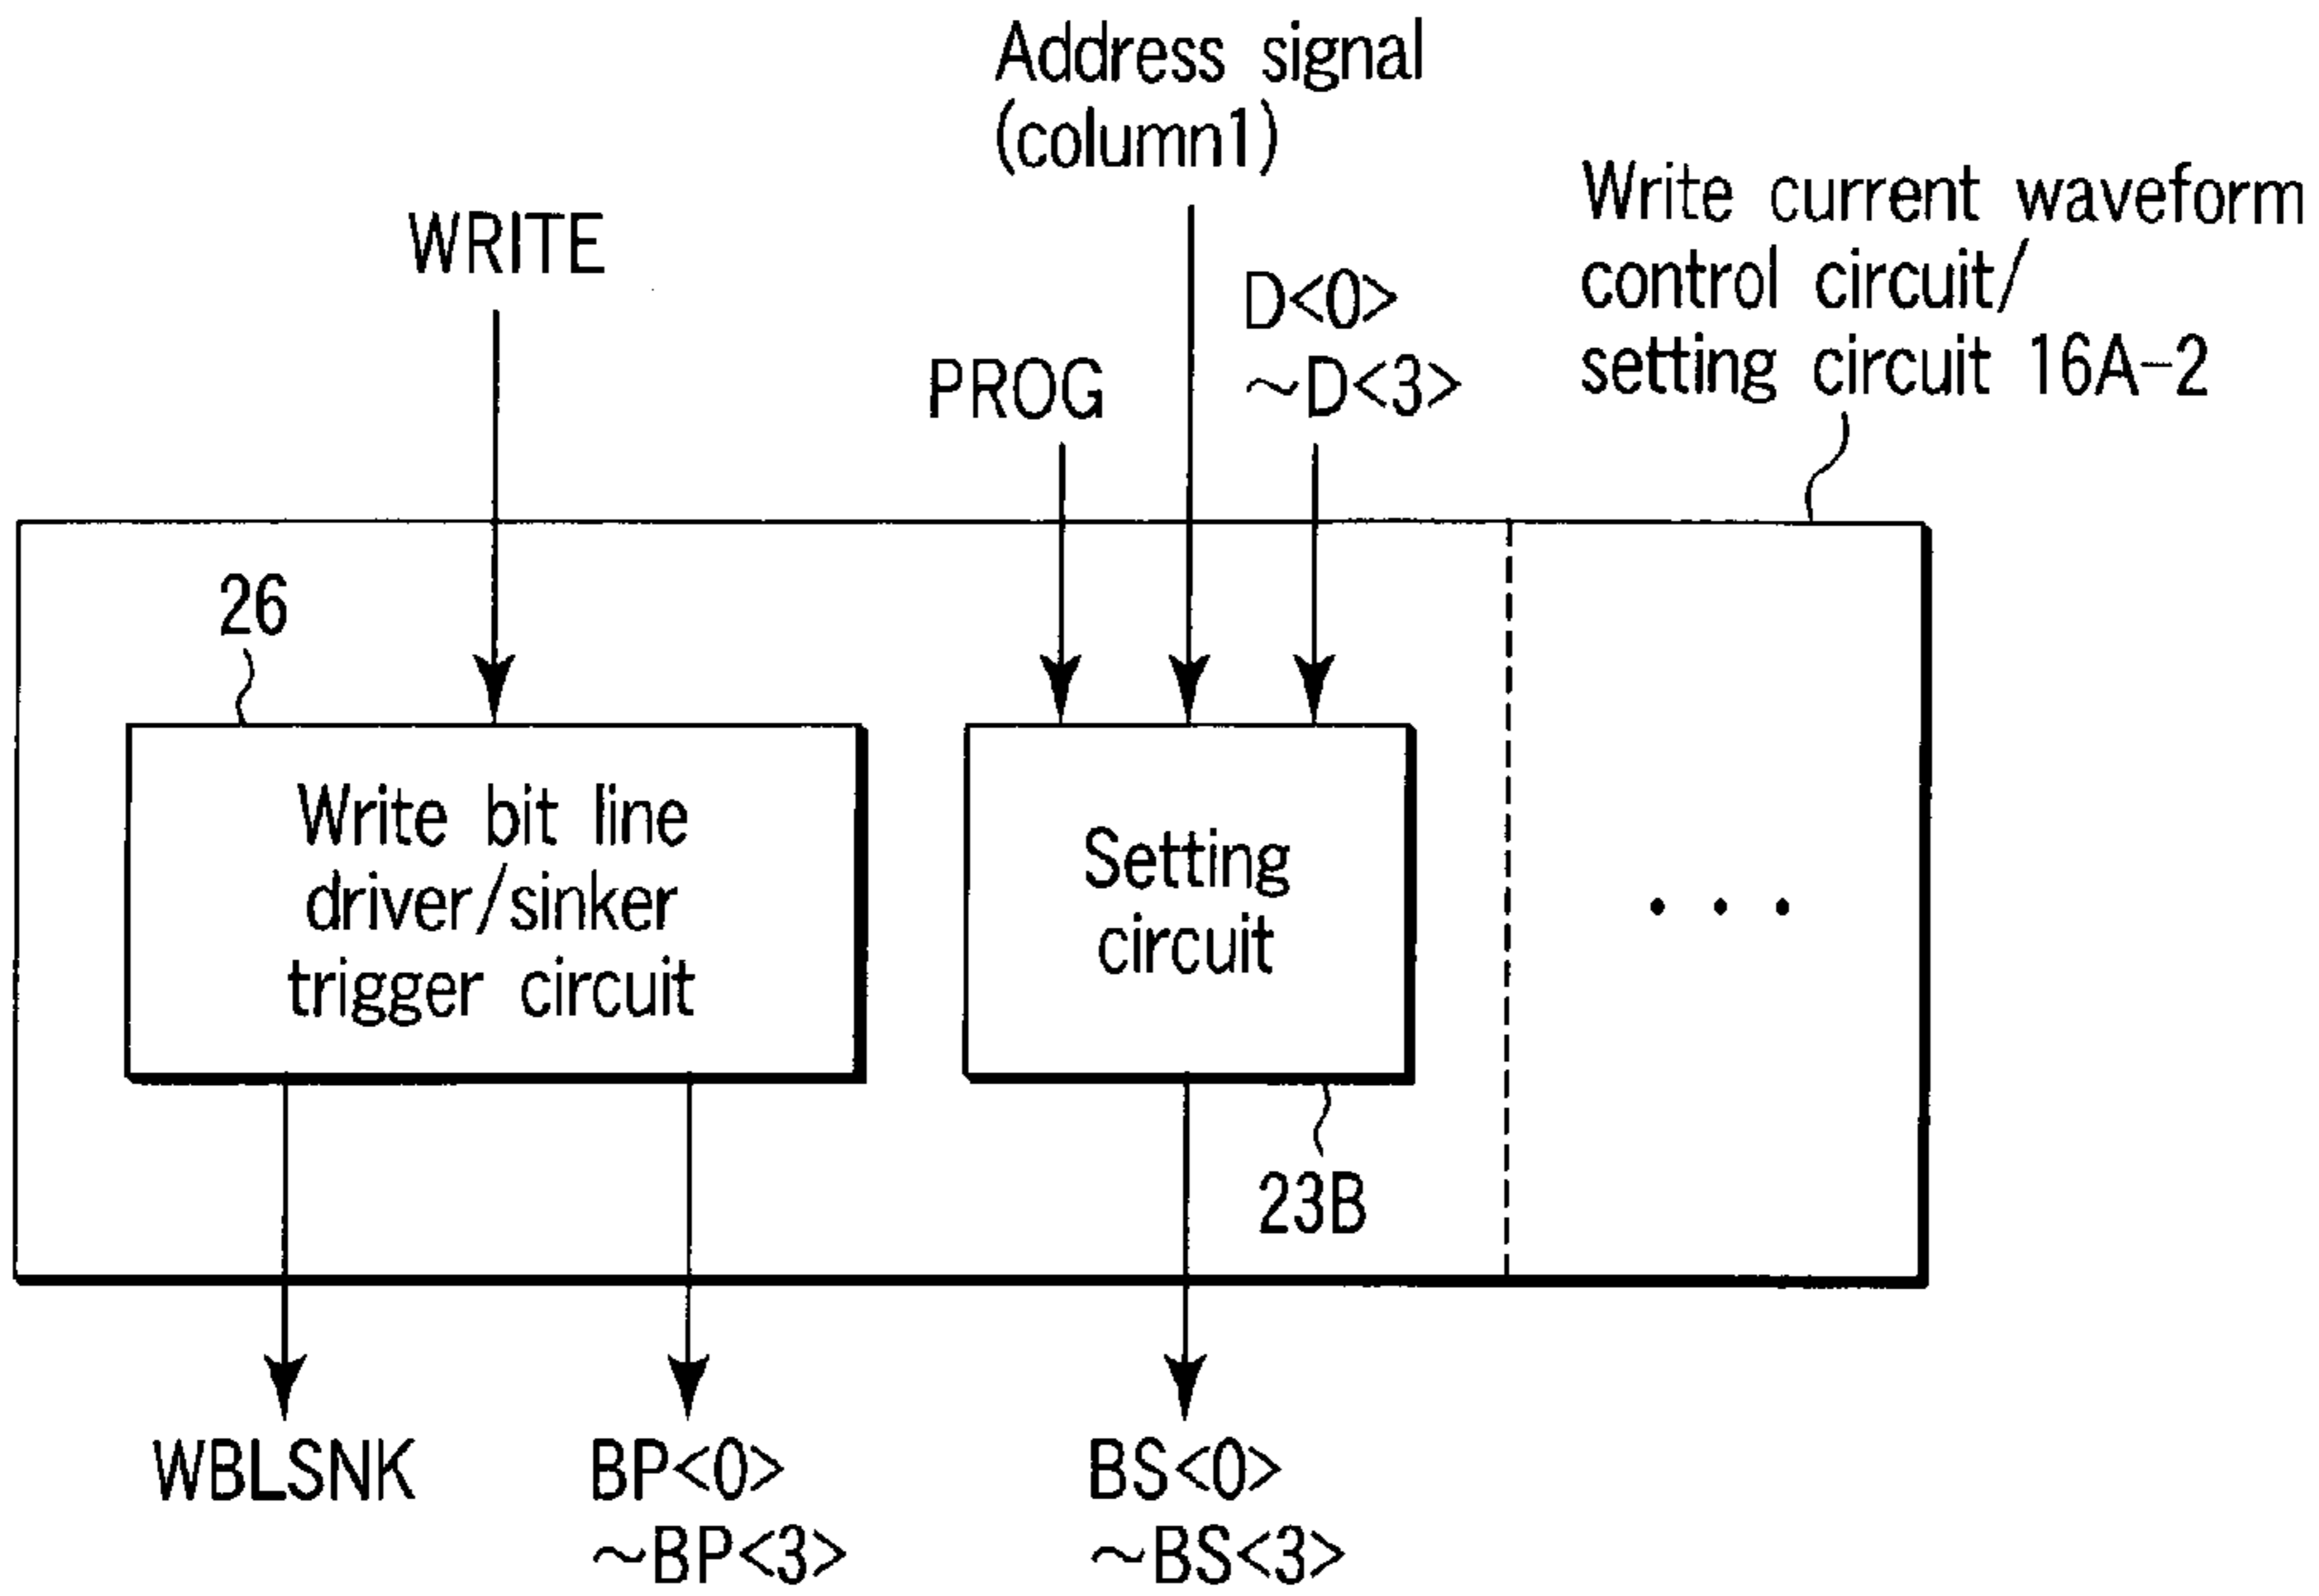 Address signal
(column1)
WRITE
PROG
D<0>
~D<3>
Write current waveform
control circuit/
setting circuit 16A-2
26
Write bit line
driver/sinker
trigger circuit
Setting
circuit
• • •
23B
WBLSNK
BP<0>
~BP<3>
BS<0>
~BS<3>